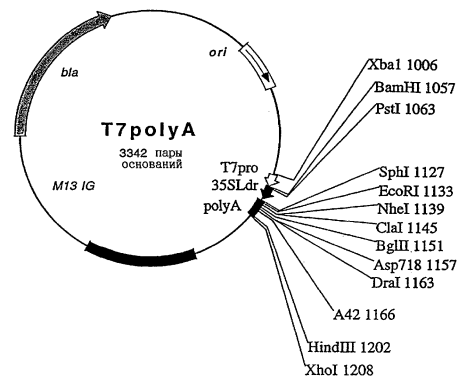 ori
bla
T7polyA
3342 пары
оснований
M13 IG
T7pro
35SLdr
polyA
Xba1 1006
BamHI 1057
PstI 1063
SphI 1127
EcoRI 1133
NheI 1139
ClaI 1145
BglII 1151
Asp718 1157
DraI 1163
A42 1166
HindIII 1202
XhoI 1208